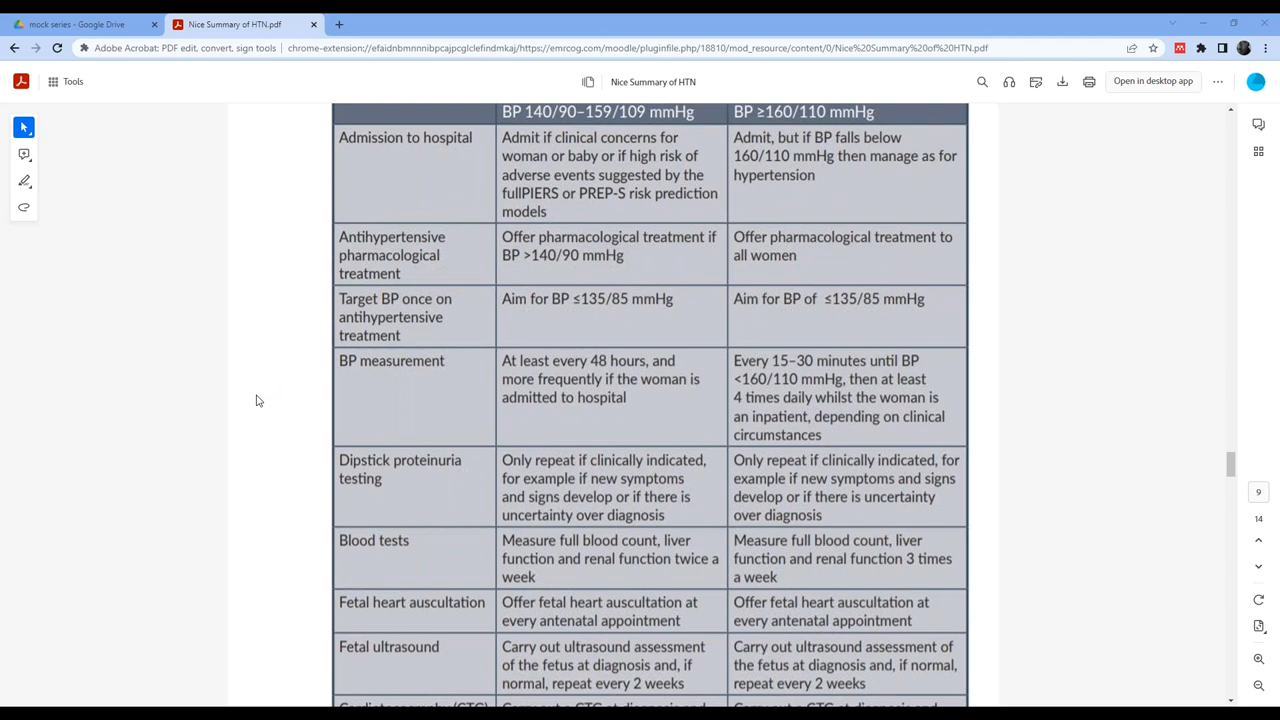 mock series - Google Drive
Nice Summary of HTN.pdf
Adobe Acrobat: PDF edit, convert, sign tools | chrome-extension://efaidnbmnnnibpcajpcglclefindmkaj/https://emrcog.com/moodle/pluginfile.php/18810/mod_resource/content/0/Nice%20Summary%20of%20HTN.pdf
Tools
Nice Summary of HTN
Open in desktop app
BP 140/90–159/109 mmHg
BP ≥160/110 mmHg
Admission to hospital
Admit if clinical concerns for
woman or baby or if high risk of
adverse events suggested by the
fullPIERS or PREP-S risk prediction
models
Admit, but if BP falls below
160/110 mmHg then manage as for
hypertension
Antihypertensive
pharmacological
treatment
Offer pharmacological treatment if
BP >140/90 mmHg
Offer pharmacological treatment to
all women
Target BP once on
antihypertensive
treatment
Aim for BP ≤135/85 mmHg
Aim for BP of ≤135/85 mmHg
BP measurement
At least every 48 hours, and
more frequently if the woman is
admitted to hospital
Every 15–30 minutes until BP
<160/110 mmHg, then at least
4 times daily whilst the woman is
an inpatient, depending on clinical
circumstances
Dipstick proteinuria
testing
Only repeat if clinically indicated,
for example if new symptoms
and signs develop or if there is
uncertainty over diagnosis
Only repeat if clinically indicated, for
example if new symptoms and signs
develop or if there is uncertainty
over diagnosis
Blood tests
Measure full blood count, liver
function and renal function twice a
week
Measure full blood count, liver
function and renal function 3 times
a week
Fetal heart auscultation
Offer fetal heart auscultation at
every antenatal appointment
Offer fetal heart auscultation at
every antenatal appointment
Fetal ultrasound
Carry out ultrasound assessment
of the fetus at diagnosis and, if
normal, repeat every 2 weeks
Carry out ultrasound assessment of
the fetus at diagnosis and, if normal,
repeat every 2 weeks
Cardiotocography (CTG)
Carry out a CTG at diagnosis and
Carry out a CTG at diagnosis and
9
14